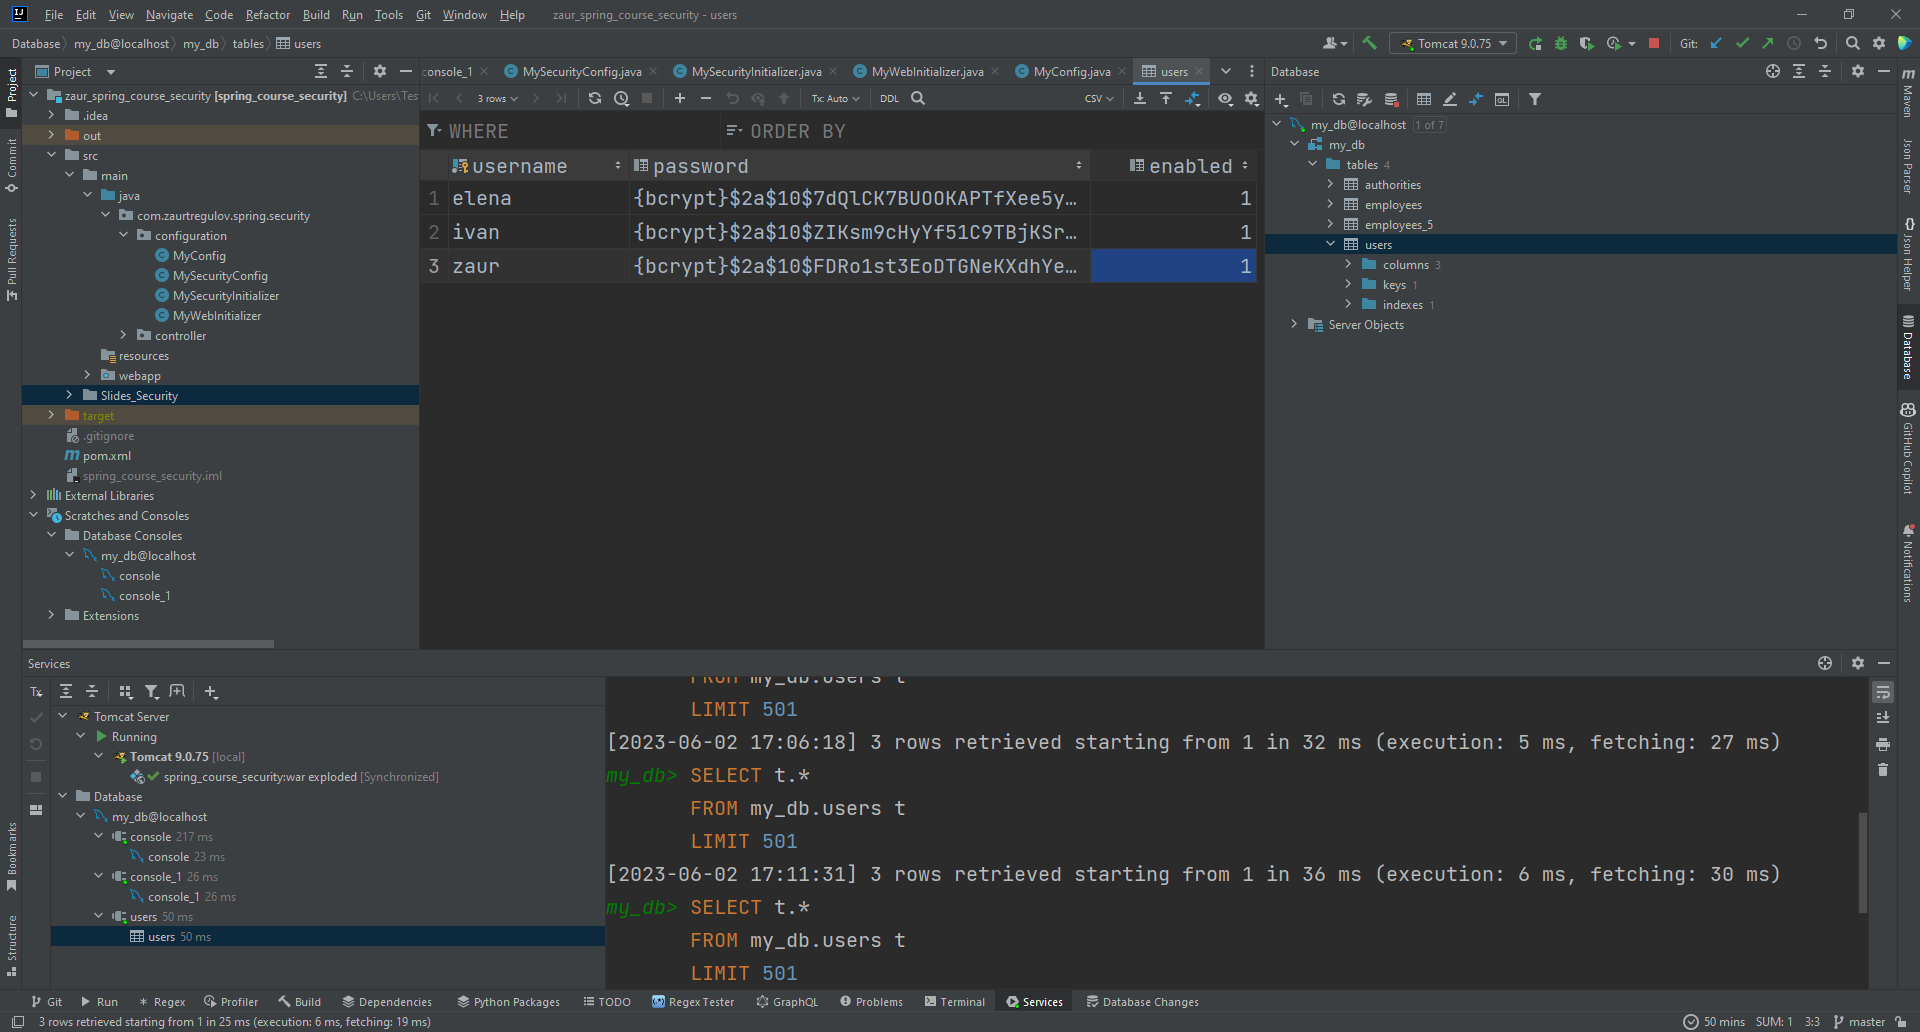 File Edit View Navigate Code Refactor Build Run Tools Git Window Help zaur_spring_course_security - users
Database my_db@localhost my_db tables users
Tomcat 9.0.75 Git:
Project
console_1 MySecurityConfig.java MySecurityInitializer.java MyWebInitializer.java MyConfig.java users
Database
zaur_spring_course_security [spring_course_security] C:\Users\Tes
.idea
out
src
main
java
com.zaurtregulov.spring.security
configuration
MyConfig
MySecurityConfig
MySecurityInitializer
MyWebInitializer
controller
resources
webapp
Slides_Security
target
.gitignore
pom.xml
spring_course_security.iml
External Libraries
Scratches and Consoles
Database Consoles
my_db@localhost
console
console_1
Extensions
3 rows Tx: Auto DDL CSV
WHERE ORDER BY
username password enabled
1 elena {bcrypt}$2a$10$7dQlCK7BUOOKAPTfXee5y… 1
2 ivan {bcrypt}$2a$10$ZIKsm9cHyYf51C9TBjKSr… 1
3 zaur {bcrypt}$2a$10$FDRo1st3EoDTGNeKXdhYe… 1
my_db@localhost 1 of 7
my_db
tables 4
authorities
employees
employees_5
users
columns 3
keys 1
indexes 1
Server Objects
Project
Commit
Pull Requests
Bookmarks
Structure
Maven
Json Parser
Json Helper
Database
GitHub Copilot
Notifications
Services
Tx
Tomcat Server
Running
Tomcat 9.0.75 [local]
spring_course_security:war exploded [Synchronized]
Database
my_db@localhost
console 217 ms
console 23 ms
console_1 26 ms
console_1 26 ms
users 50 ms
users 50 ms
FROM my_db.users t
LIMIT 501
[2023-06-02 17:06:18] 3 rows retrieved starting from 1 in 32 ms (execution: 5 ms, fetching: 27 ms)
my_db> SELECT t.*
FROM my_db.users t
LIMIT 501
[2023-06-02 17:11:31] 3 rows retrieved starting from 1 in 36 ms (execution: 6 ms, fetching: 30 ms)
my_db> SELECT t.*
FROM my_db.users t
LIMIT 501
Git Run Regex Profiler Build Dependencies Python Packages TODO Regex Tester GraphQL Problems Terminal Services Database Changes
3 rows retrieved starting from 1 in 25 ms (execution: 6 ms, fetching: 19 ms)
50 mins SUM: 1 3:3 master